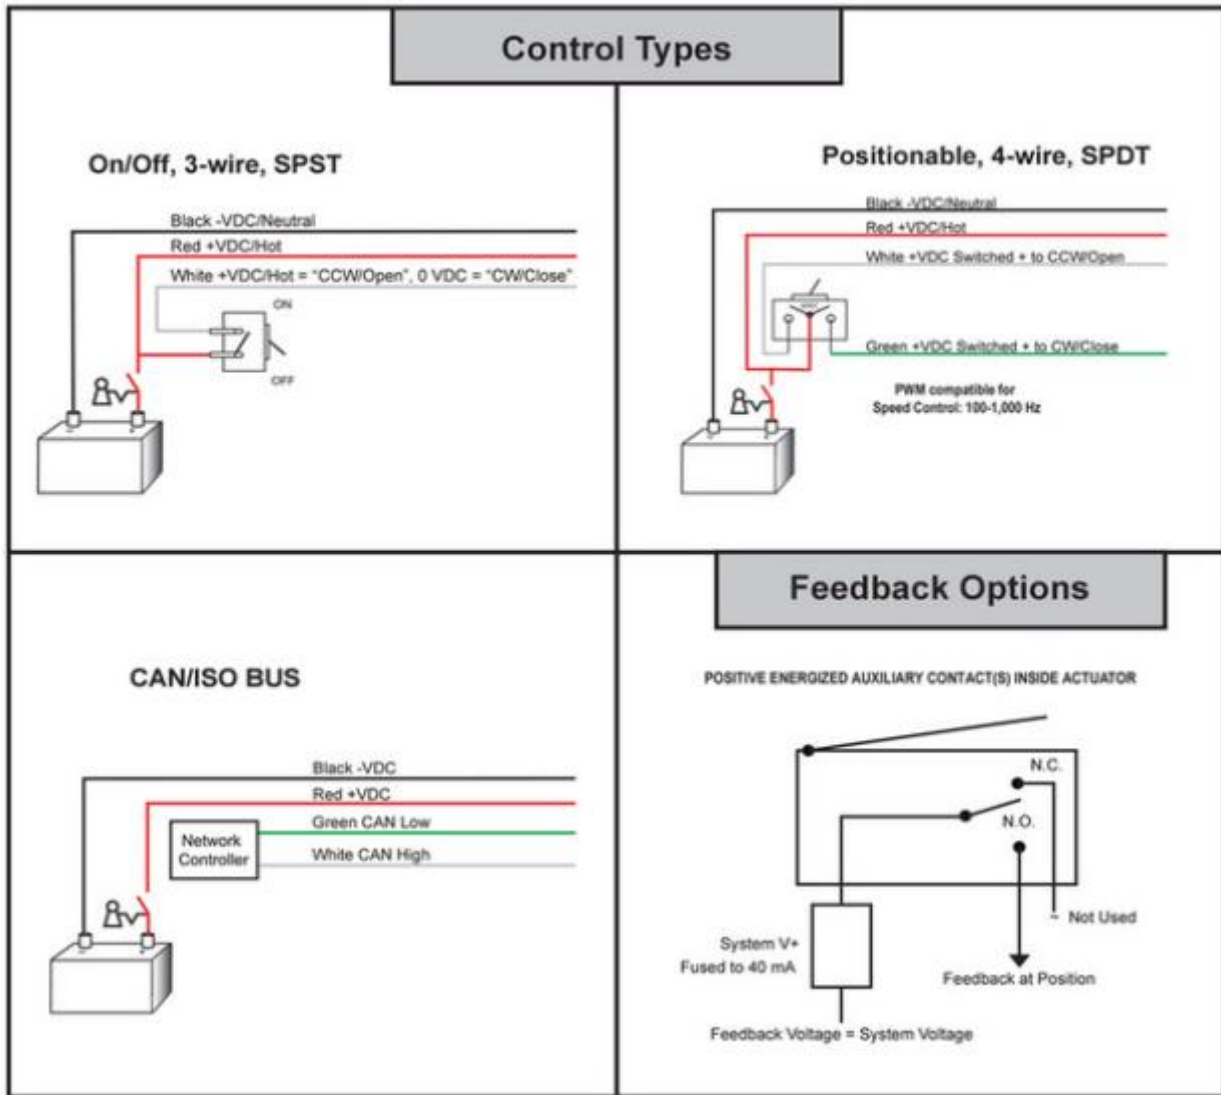 Control Types
On/Off, 3-wire, SPST
Black -VDC/Neutral
Red +VDC/Hot
White +VDC/Hot = “CCW/Open”, 0 VDC = “CW/Close”
ON
OFF
-
+
Positionable, 4-wire, SPDT
Black -VDC/Neutral
Red +VDC/Hot
White +VDC Switched + to CCW/Open
Green +VDC Switched + to CW/Close
PWM compatible for
Speed Control: 100-1,000 Hz
-
+
CAN/ISO BUS
Black -VDC
Red +VDC
Green CAN Low
White CAN High
Network
Controller
-
+
Feedback Options
POSITIVE ENERGIZED AUXILIARY CONTACT(S) INSIDE ACTUATOR
N.C.
N.O.
~ Not Used
System V+
Fused to 40 mA
Feedback at Position
Feedback Voltage = System Voltage